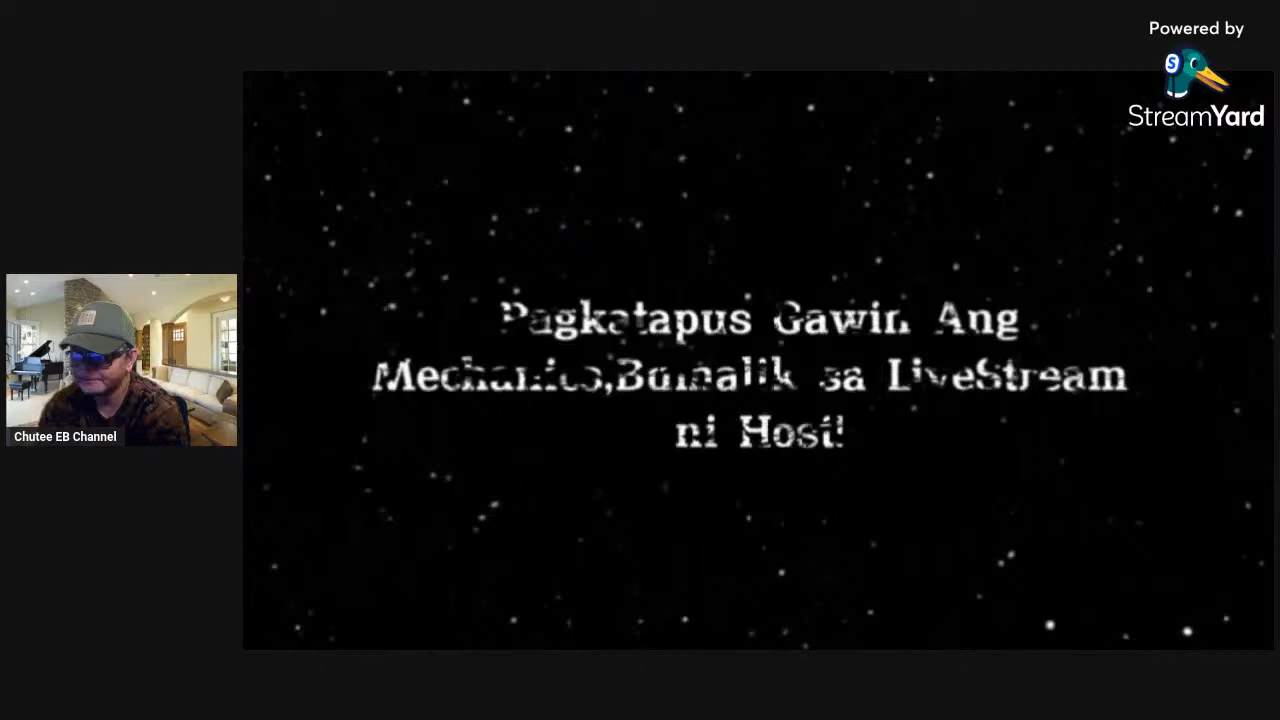 Powered by
StreamYard
Pagkatapus Gawin Ang
Mechanics,Bumalik sa LiveStream
ni Host!
Chutee EB Channel